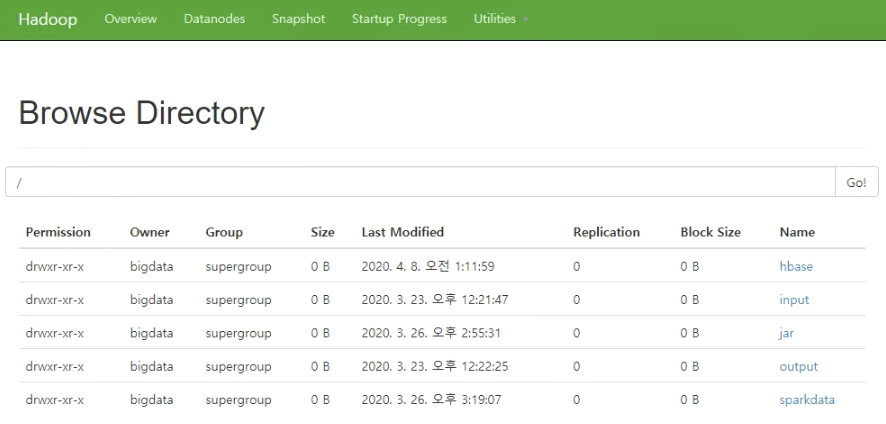 Hadoop Overview Datanodes Snapshot Startup Progress Utilities
Browse Directory
/ Go!
Permission Owner Group Size Last Modified Replication Block Size Name
drwxr-xr-x bigdata supergroup 0 B 2020. 4. 8. 오전 1:11:59 0 0 B hbase
drwxr-xr-x bigdata supergroup 0 B 2020. 3. 23. 오후 12:21:47 0 0 B input
drwxr-xr-x bigdata supergroup 0 B 2020. 3. 26. 오후 2:55:31 0 0 B jar
drwxr-xr-x bigdata supergroup 0 B 2020. 3. 23. 오후 12:22:25 0 0 B output
drwxr-xr-x bigdata supergroup 0 B 2020. 3. 26. 오후 3:19:07 0 0 B sparkdata